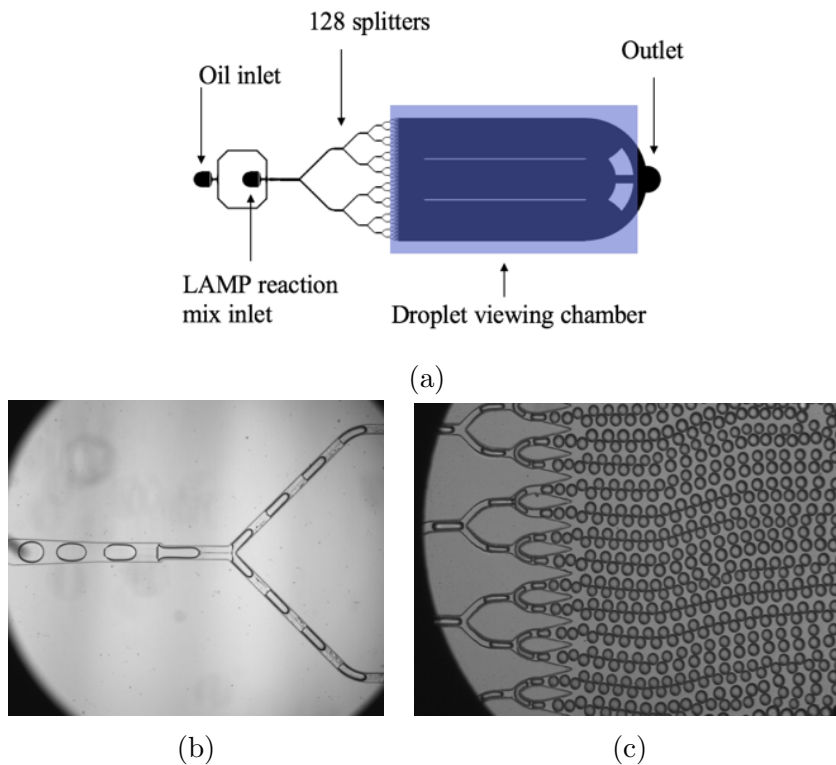 128 splitters
Oil inlet
Outlet
LAMP reaction
mix inlet
Droplet viewing chamber
(a)
(b)
(c)